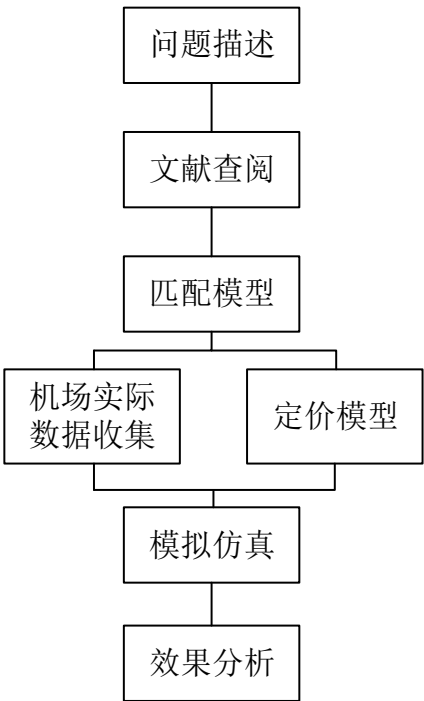 问题描述
文献查阅
匹配模型
机场实际
数据收集
定价模型
模拟仿真
效果分析